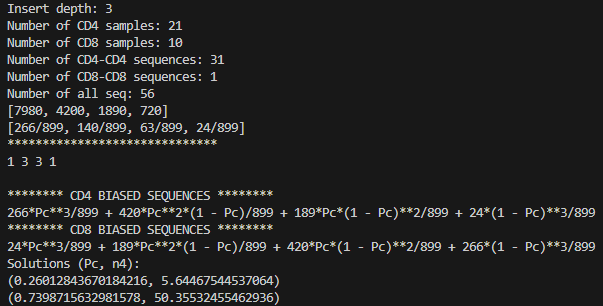 Insert depth: 3
Number of CD4 samples: 21
Number of CD8 samples: 10
Number of CD4-CD4 sequences: 31
Number of CD8-CD8 sequences: 1
Number of all seq: 56
[7980, 4200, 1890, 720]
[266/899, 140/899, 63/899, 24/899]
******************************
1 3 3 1
******** CD4 BIASED SEQUENCES ********
266*Pc**3/899 + 420*Pc**2*(1 - Pc)/899 + 189*Pc*(1 - Pc)**2/899 + 24*(1 - Pc)**3/899
******** CD8 BIASED SEQUENCES ********
24*Pc**3/899 + 189*Pc**2*(1 - Pc)/899 + 420*Pc*(1 - Pc)**2/899 + 266*(1 - Pc)**3/899
Solutions (Pc, n4):
(0.26012843670184216, 5.64467544537064)
(0.7398715632981578, 50.35532455462936)